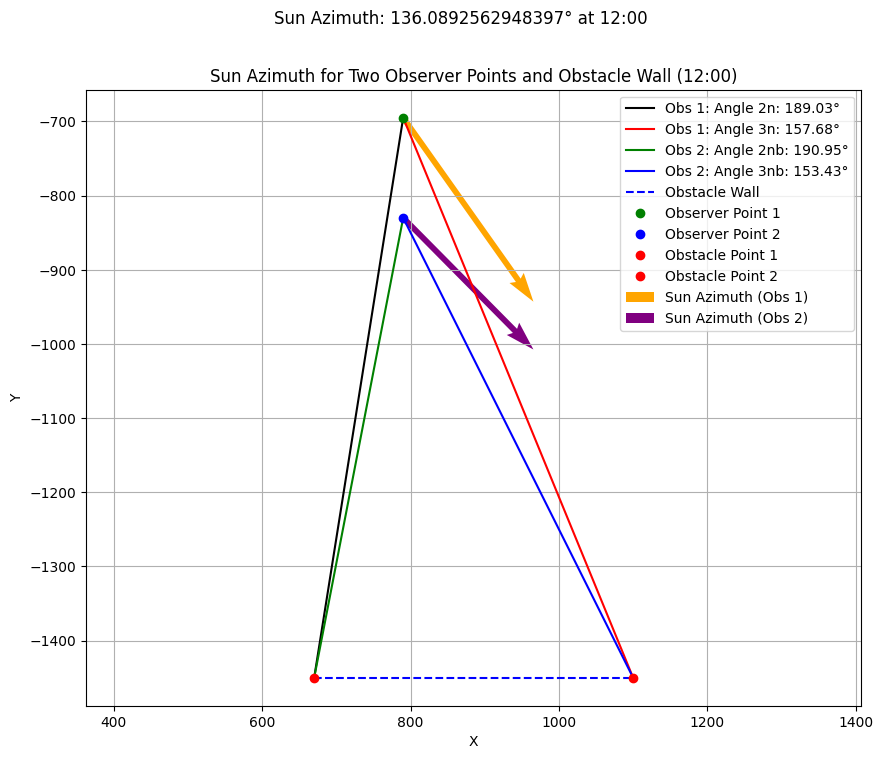 Sun Azimuth: 136.0892562948397° at 12:00
Sun Azimuth for Two Observer Points and Obstacle Wall (12:00)
Obs 1: Angle 2n: 189.03°
Obs 1: Angle 3n: 157.68°
Obs 2: Angle 2nb: 190.95°
Obs 2: Angle 3nb: 153.43°
Obstacle Wall
Observer Point 1
Observer Point 2
Obstacle Point 1
Obstacle Point 2
Sun Azimuth (Obs 1)
Sun Azimuth (Obs 2)
Y
−700
−800
−900
−1000
−1100
−1200
−1300
−1400
400 600 800 1000 1200 1400
X